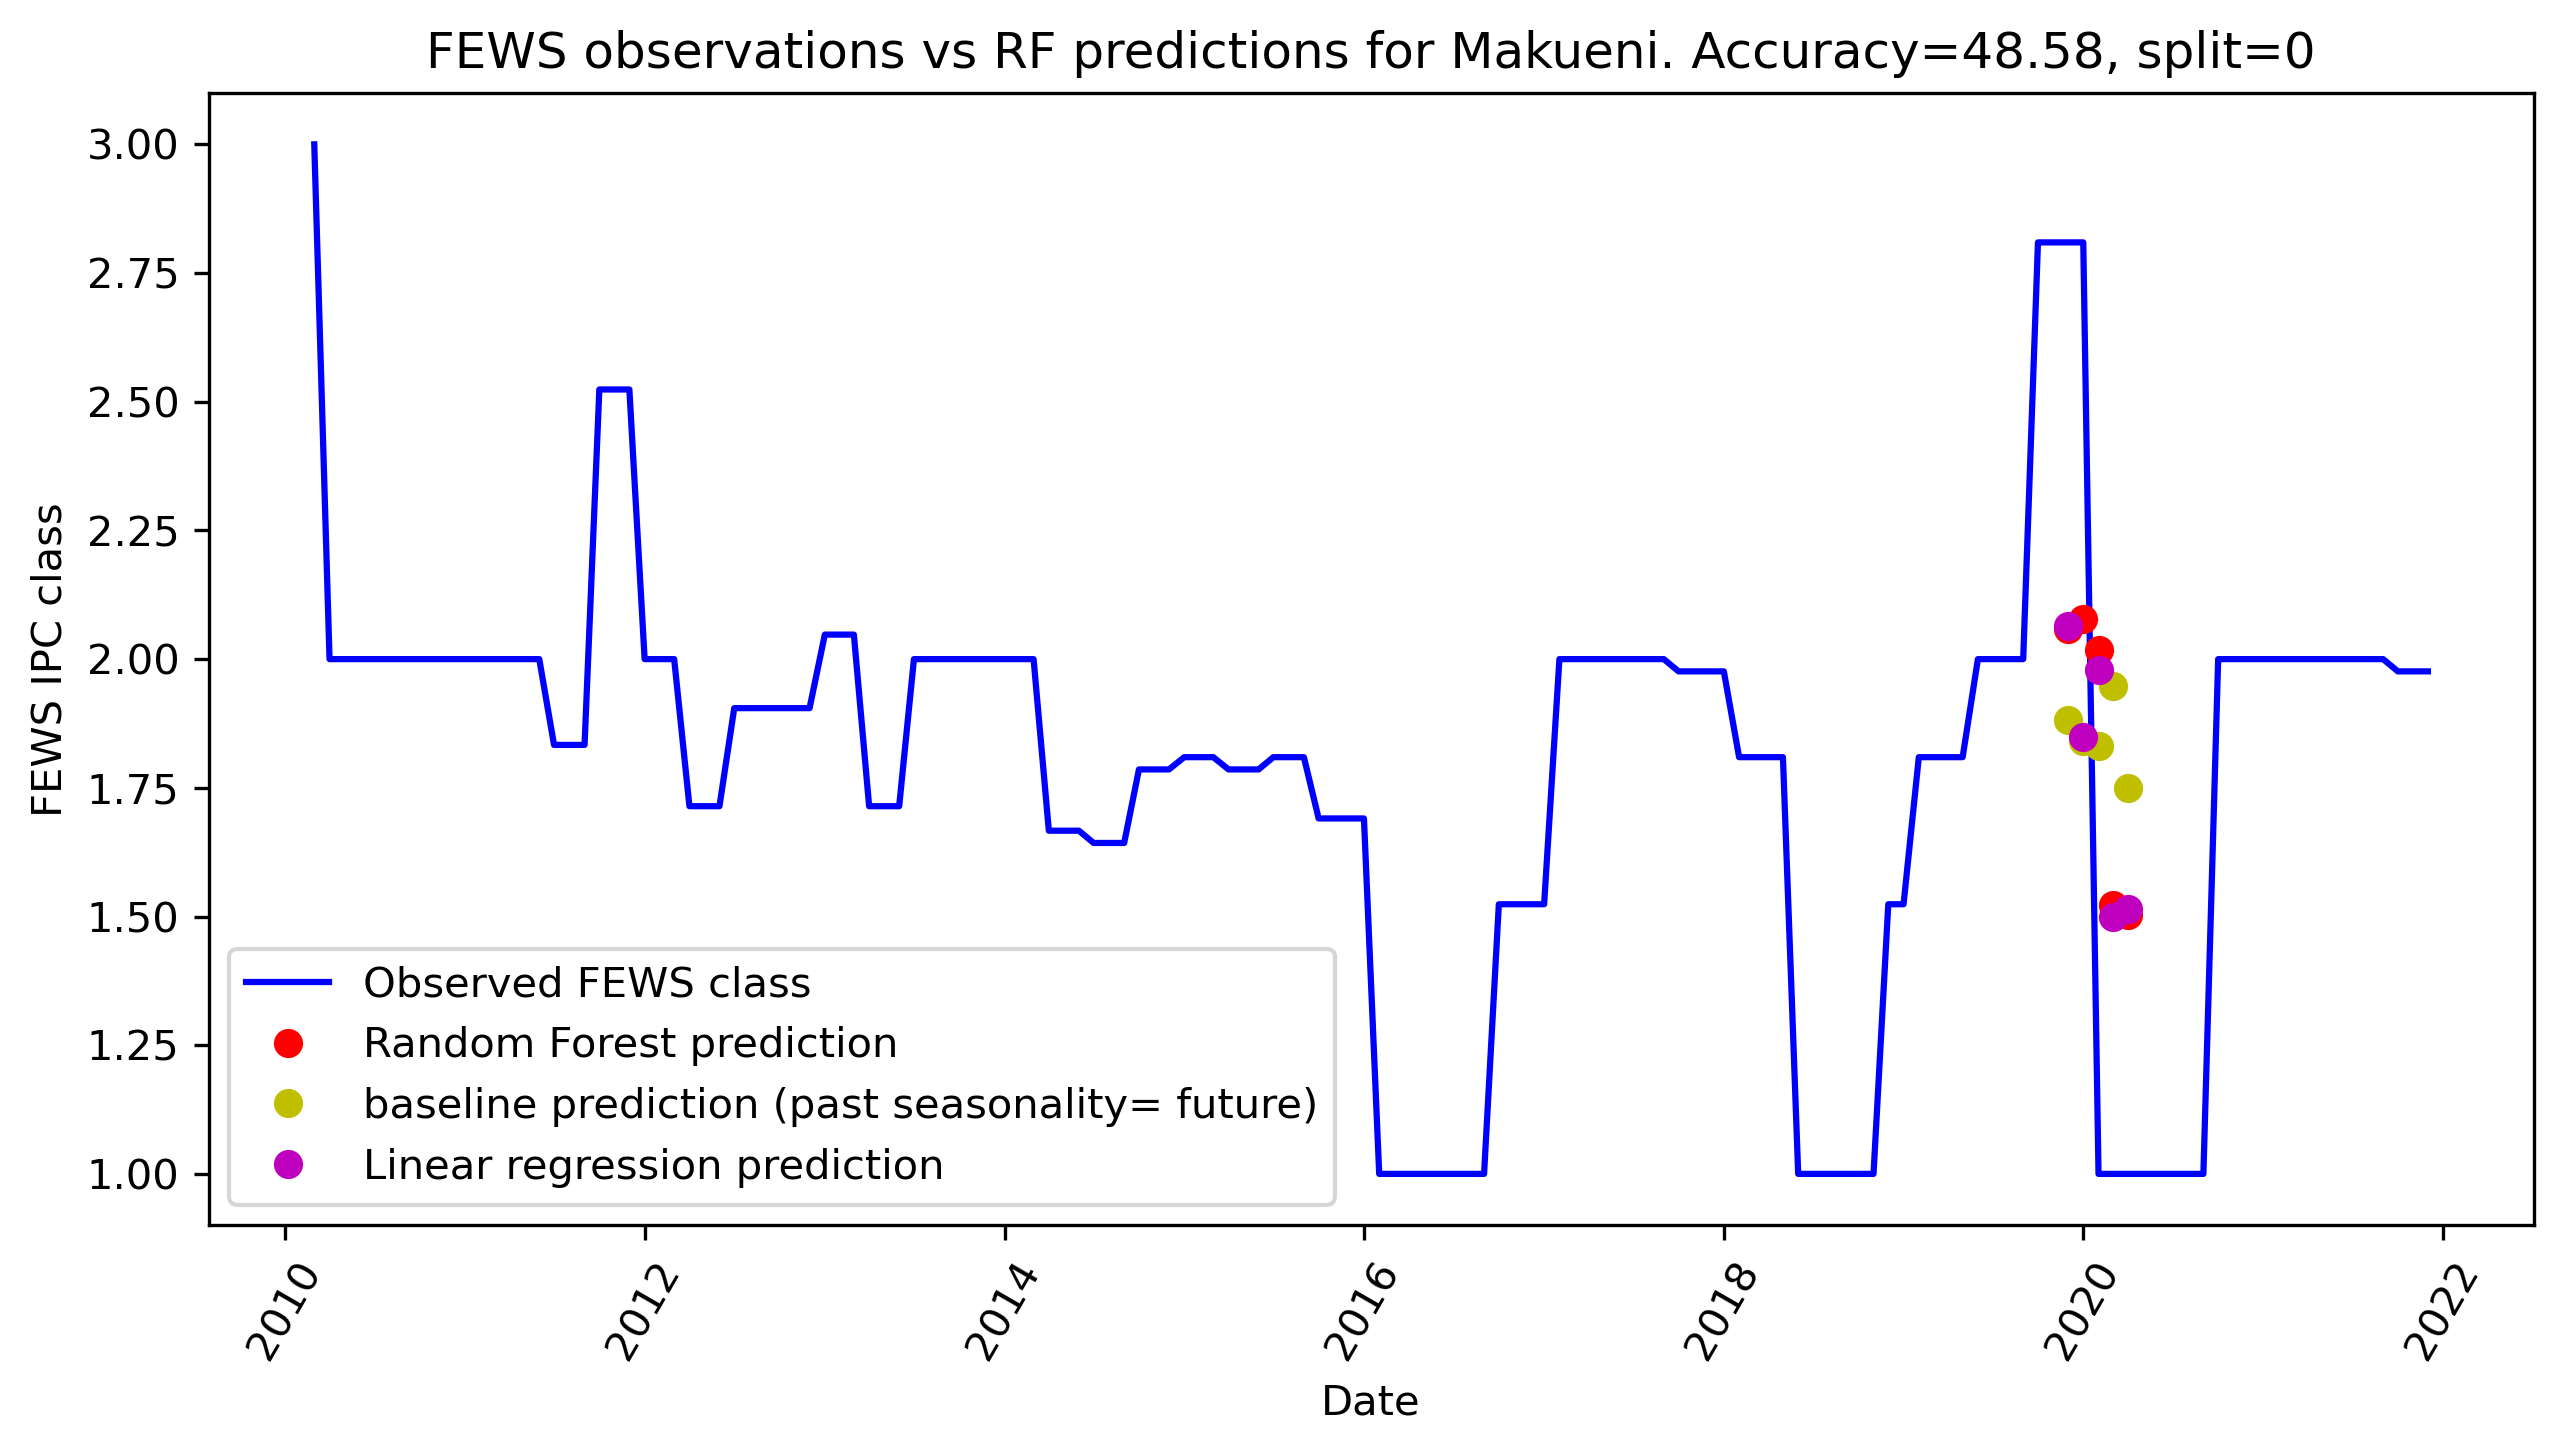 FEWS observations vs RF predictions for Makueni. Accuracy=48.58, split=0
FEWS IPC class
3.00
2.75
2.50
2.25
2.00
1.75
1.50
1.25
1.00
Observed FEWS class
Random Forest prediction
baseline prediction (past seasonality= future)
Linear regression prediction
2010
2012
2014
2016
2018
2020
2022
Date